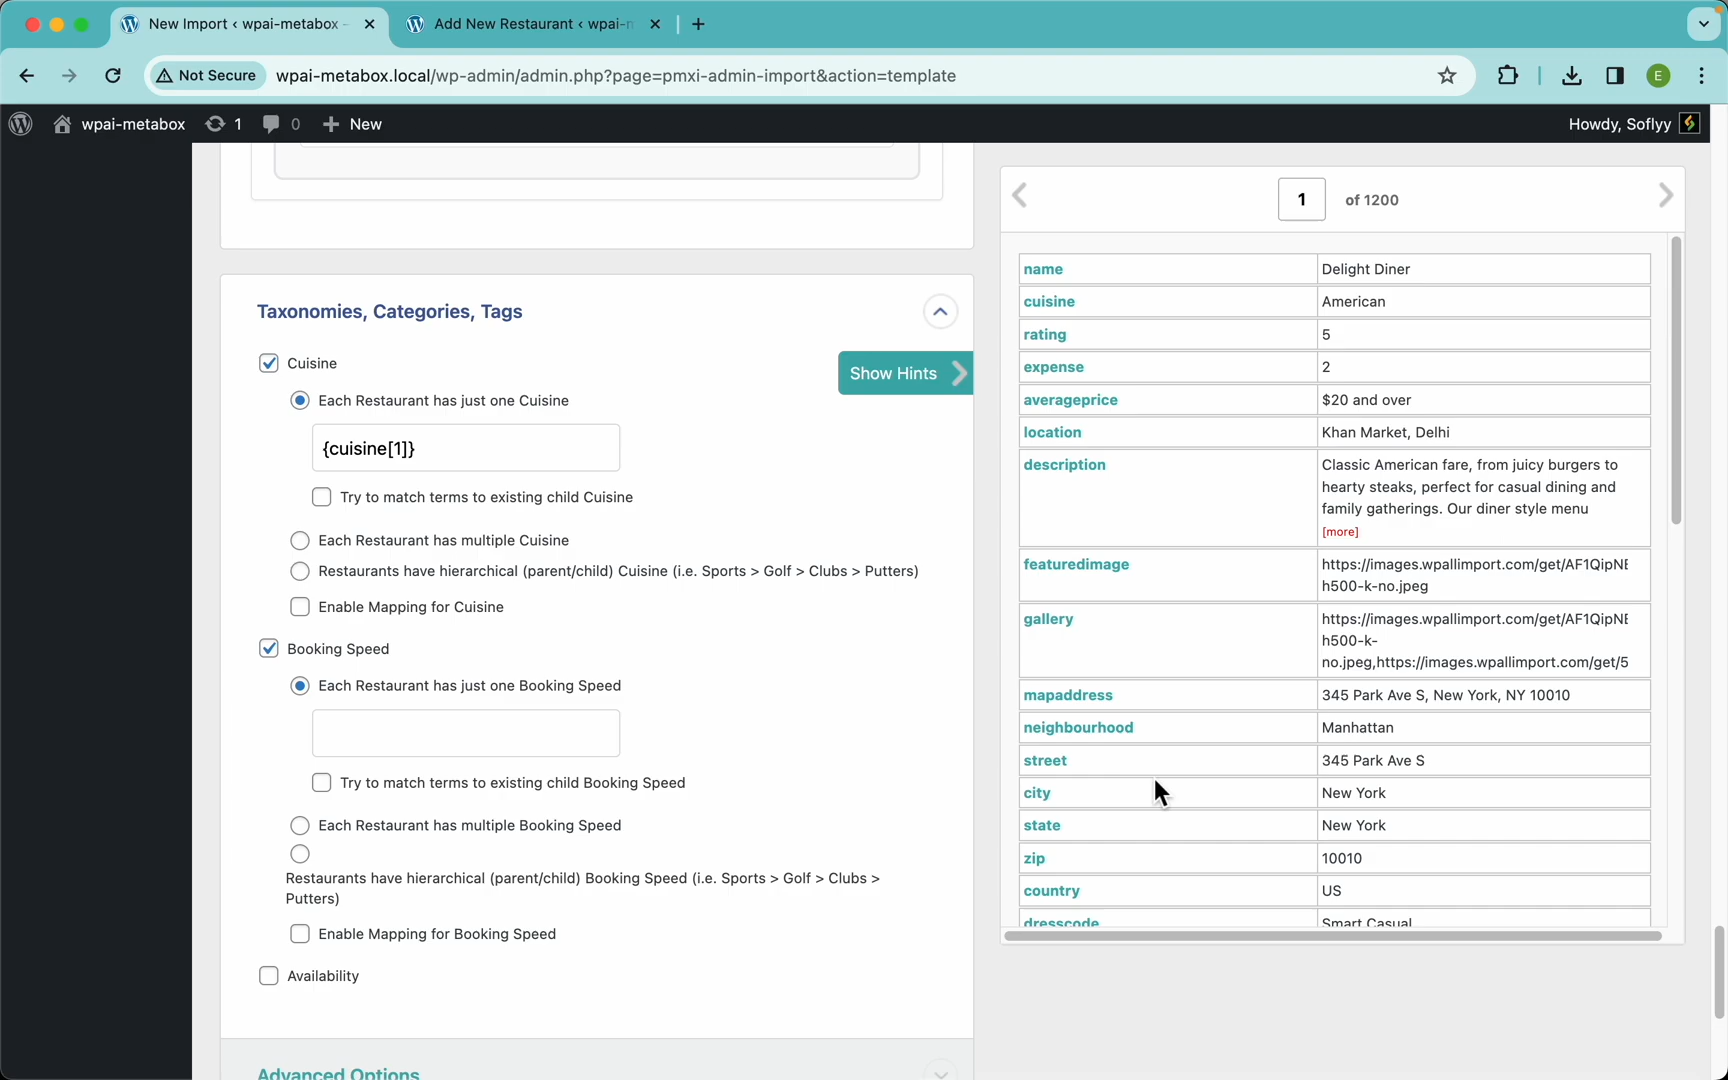 New Import ‹ wpai-metabox
Add New Restaurant ‹ wpai-
Not Secure
wpai-metabox.local/wp-admin/admin.php?page=pmxi-admin-import&action=template
E
wpai-metabox
1
0
New
Howdy, Soflyy
1
of 1200
Taxonomies, Categories, Tags
Show Hints
Cuisine
Each Restaurant has just one Cuisine
{cuisine[1]}
Try to match terms to existing child Cuisine
Each Restaurant has multiple Cuisine
Restaurants have hierarchical (parent/child) Cuisine (i.e. Sports > Golf > Clubs > Putters)
Enable Mapping for Cuisine
Booking Speed
Each Restaurant has just one Booking Speed
Try to match terms to existing child Booking Speed
Each Restaurant has multiple Booking Speed
Restaurants have hierarchical (parent/child) Booking Speed (i.e. Sports > Golf > Clubs >
Putters)
Enable Mapping for Booking Speed
Availability
Advanced Options
name Delight Diner
cuisine American
rating 5
expense 2
averageprice $20 and over
location Khan Market, Delhi
description Classic American fare, from juicy burgers to
hearty steaks, perfect for casual dining and
family gatherings. Our diner style menu
[more]
featuredimage https://images.wpallimport.com/get/AF1QipN
h500-k-no.jpeg
gallery https://images.wpallimport.com/get/AF1QipN
h500-k-
no.jpeg,https://images.wpallimport.com/get/5
mapaddress 345 Park Ave S, New York, NY 10010
neighbourhood Manhattan
street 345 Park Ave S
city New York
state New York
zip 10010
country US
dresscode Smart Casual